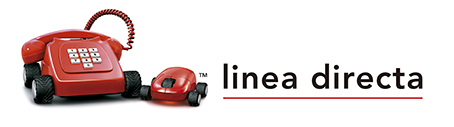 ™ linea directa